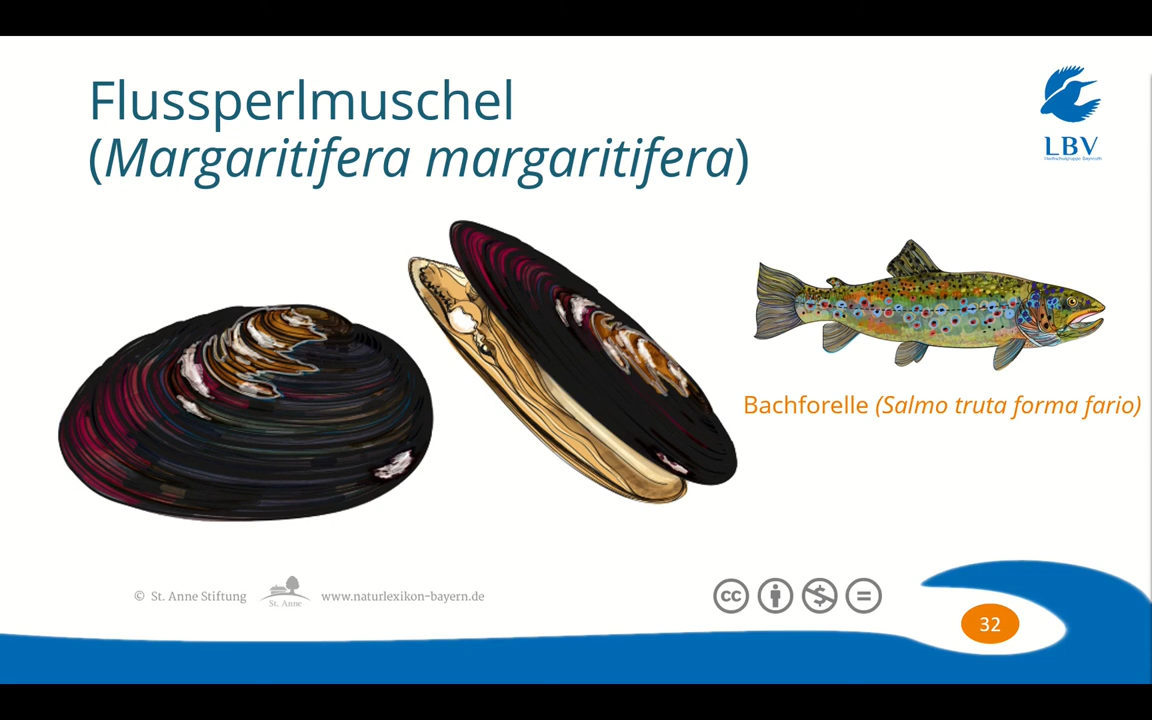 Flussperlmuschel
(Margaritifera margaritifera)
LBV
Bachforelle (Salmo truta forma fario)
© St. Anne Stiftung
St. Anne
www.naturlexikon-bayern.de
cc
32